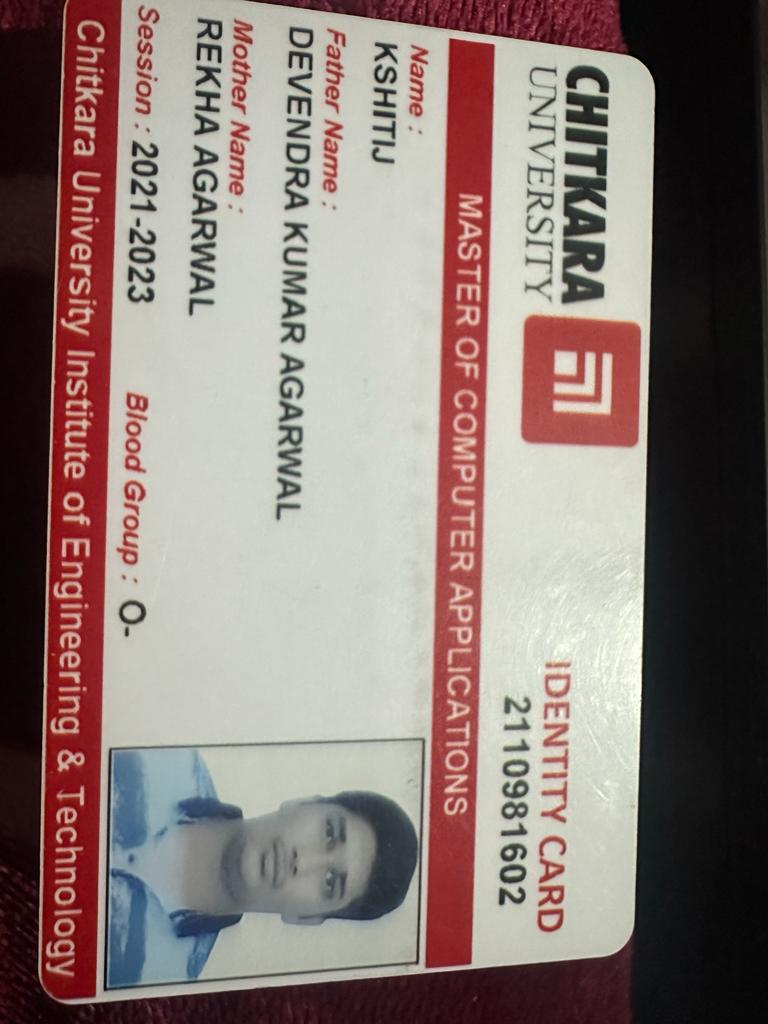 CHITKARA
UNIVERSITY
IDENTITY CARD
2110981602
MASTER OF COMPUTER APPLICATIONS
Name :
KSHITIJ
Father Name :
DEVENDRA KUMAR AGARWAL
Mother Name :
REKHA AGARWAL
Session : 2021-2023 Blood Group : O-
Chitkara University Institute of Engineering & Technology